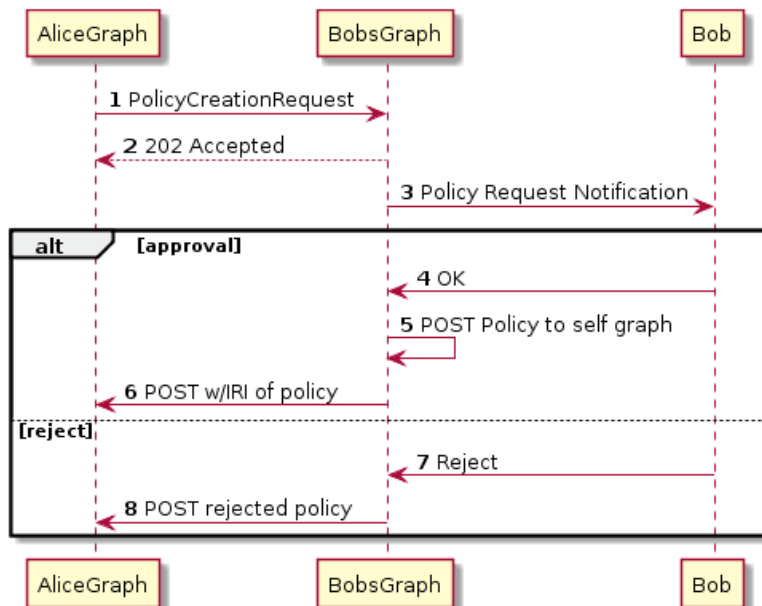 AliceGraph BobsGraph Bob
1 PolicyCreationRequest
2 202 Accepted
3 Policy Request Notification
alt [approval]
4 OK
5 POST Policy to self graph
6 POST w/IRI of policy
[reject]
7 Reject
8 POST rejected policy
AliceGraph BobsGraph Bob